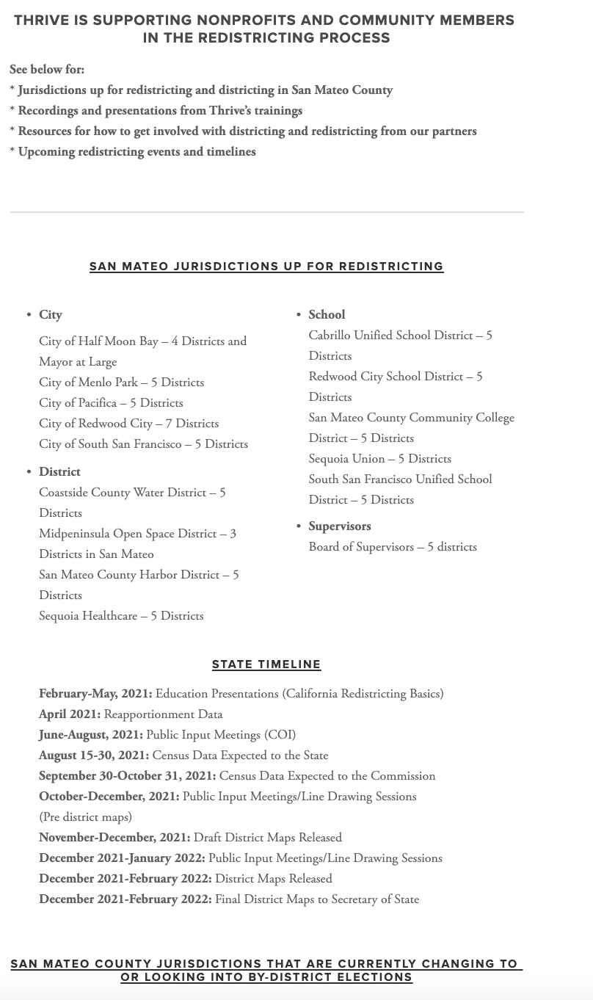 THRIVE IS SUPPORTING NONPROFITS AND COMMUNITY MEMBERS
IN THE REDISTRICTING PROCESS
See below for:
* Jurisdictions up for redistricting and districting in San Mateo County
* Recordings and presentations from Thrive's trainings
* Resources for how to get involved with districting and redistricting from our partners
* Upcoming redistricting events and timelines
SAN MATEO JURISDICTIONS UP FOR REDISTRICTING
• City
City of Half Moon Bay – 4 Districts and
Mayor at Large
City of Menlo Park – 5 Districts
City of Pacifica – 5 Districts
City of Redwood City – 7 Districts
City of South San Francisco – 5 Districts
• District
Coastside County Water District – 5
Districts
Midpeninsula Open Space District – 3
Districts in San Mateo
San Mateo County Harbor District – 5
Districts
Sequoia Healthcare – 5 Districts
• School
Cabrillo Unified School District – 5
Districts
Redwood City School District – 5
Districts
San Mateo County Community College
District – 5 Districts
Sequoia Union – 5 Districts
South San Francisco Unified School
District – 5 Districts
• Supervisors
Board of Supervisors – 5 districts
STATE TIMELINE
February-May, 2021: Education Presentations (California Redistricting Basics)
April 2021: Reapportionment Data
June-August, 2021: Public Input Meetings (COI)
August 15-30, 2021: Census Data Expected to the State
September 30-October 31, 2021: Census Data Expected to the Commission
October-December, 2021: Public Input Meetings/Line Drawing Sessions
(Pre district maps)
November-December, 2021: Draft District Maps Released
December 2021-January 2022: Public Input Meetings/Line Drawing Sessions
December 2021-February 2022: District Maps Released
December 2021-February 2022: Final District Maps to Secretary of State
SAN MATEO COUNTY JURISDICTIONS THAT ARE CURRENTLY CHANGING TO
OR LOOKING INTO BY-DISTRICT ELECTIONS